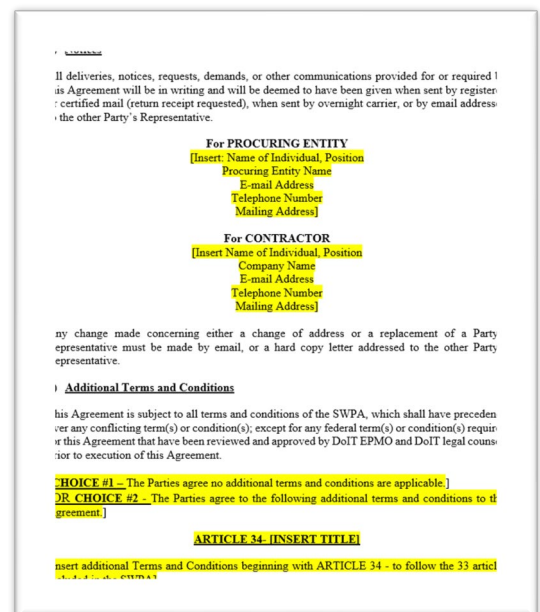 Notices
ll deliveries, notices, requests, demands, or other communications provided for or required
is Agreement will be in writing and will be deemed to have been given when sent by register
certified mail (return receipt requested), when sent by overnight carrier, or by email address
the other Party's Representative.
For PROCURING ENTITY
[Insert: Name of Individual, Position
Procuring Entity Name
E-mail Address
Telephone Number
Mailing Address]
For CONTRACTOR
[Insert Name of Individual, Position
Company Name
E-mail Address
Telephone Number
Mailing Address]
ny change made concerning either a change of address or a replacement of a Party
epresentative must be made by email, or a hard copy letter addressed to the other Party
epresentative.
) Additional Terms and Conditions
his Agreement is subject to all terms and conditions of the SWPA, which shall have preceden
ver any conflicting term(s) or condition(s); except for any federal term(s) or condition(s) requir
r this Agreement that have been reviewed and approved by DoIT EPMO and DoIT legal couns
rior to execution of this Agreement.
CHOICE #1 – The Parties agree no additional terms and conditions are applicable.]
OR CHOICE #2 - The Parties agree to the following additional terms and conditions to th
greement.]
ARTICLE 34- [INSERT TITLE]
nsert additional Terms and Conditions beginning with ARTICLE 34 - to follow the 33 articl
cluded in the SWPA]